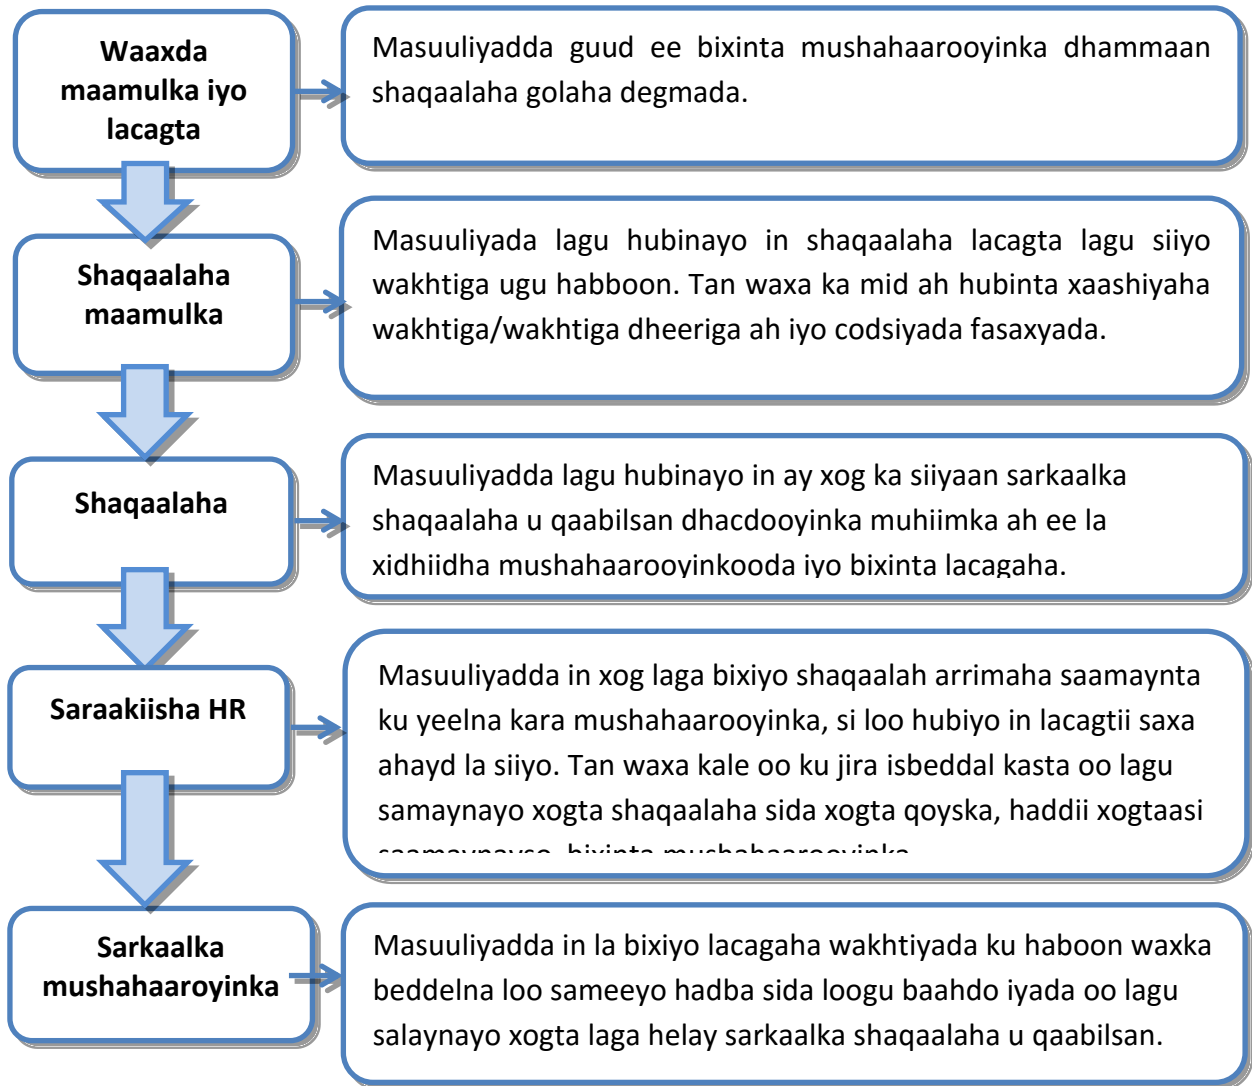 Waaxda
maamulka iyo
lacagta
Masuuliyadda guud ee bixinta mushahaarooyinka dhammaan
shaqaalaha golaha degmada.
Shaqaalaha
maamulka
Masuuliyada lagu hubinayo in shaqaalaha lacagta lagu siiyo
wakhtiga ugu habboon. Tan waxa ka mid ah hubinta xaashiyaha
wakhtiga/wakhtiga dheeriga ah iyo codsiyada fasaxyada.
Shaqaalaha
Masuuliyadda lagu hubinayo in ay xog ka siiyaan sarkaalka
shaqaalaha u qaabilsan dhacdooyinka muhiimka ah ee la
xidhiidha mushahaarooyinkooda iyo bixinta lacagaha.
Saraakiisha HR
Masuuliyadda in xog laga bixiyo shaqaalah arrimaha saamaynta
ku yeelna kara mushahaarooyinka, si loo hubiyo in lacagtii saxa
ahayd la siiyo. Tan waxa kale oo ku jira isbeddal kasta oo lagu
samaynayo xogta shaqaalaha sida xogta qoyska, haddii xogtaasi
saamaynayso bixinta mushahaarooyinka
Sarkaalka
mushahaaroyinka
Masuuliyadda in la bixiyo lacagaha wakhtiyada ku haboon waxka
beddelna loo sameeyo hadba sida loogu baahdo iyada oo lagu
salaynayo xogta laga helay sarkaalka shaqaalaha u qaabilsan.